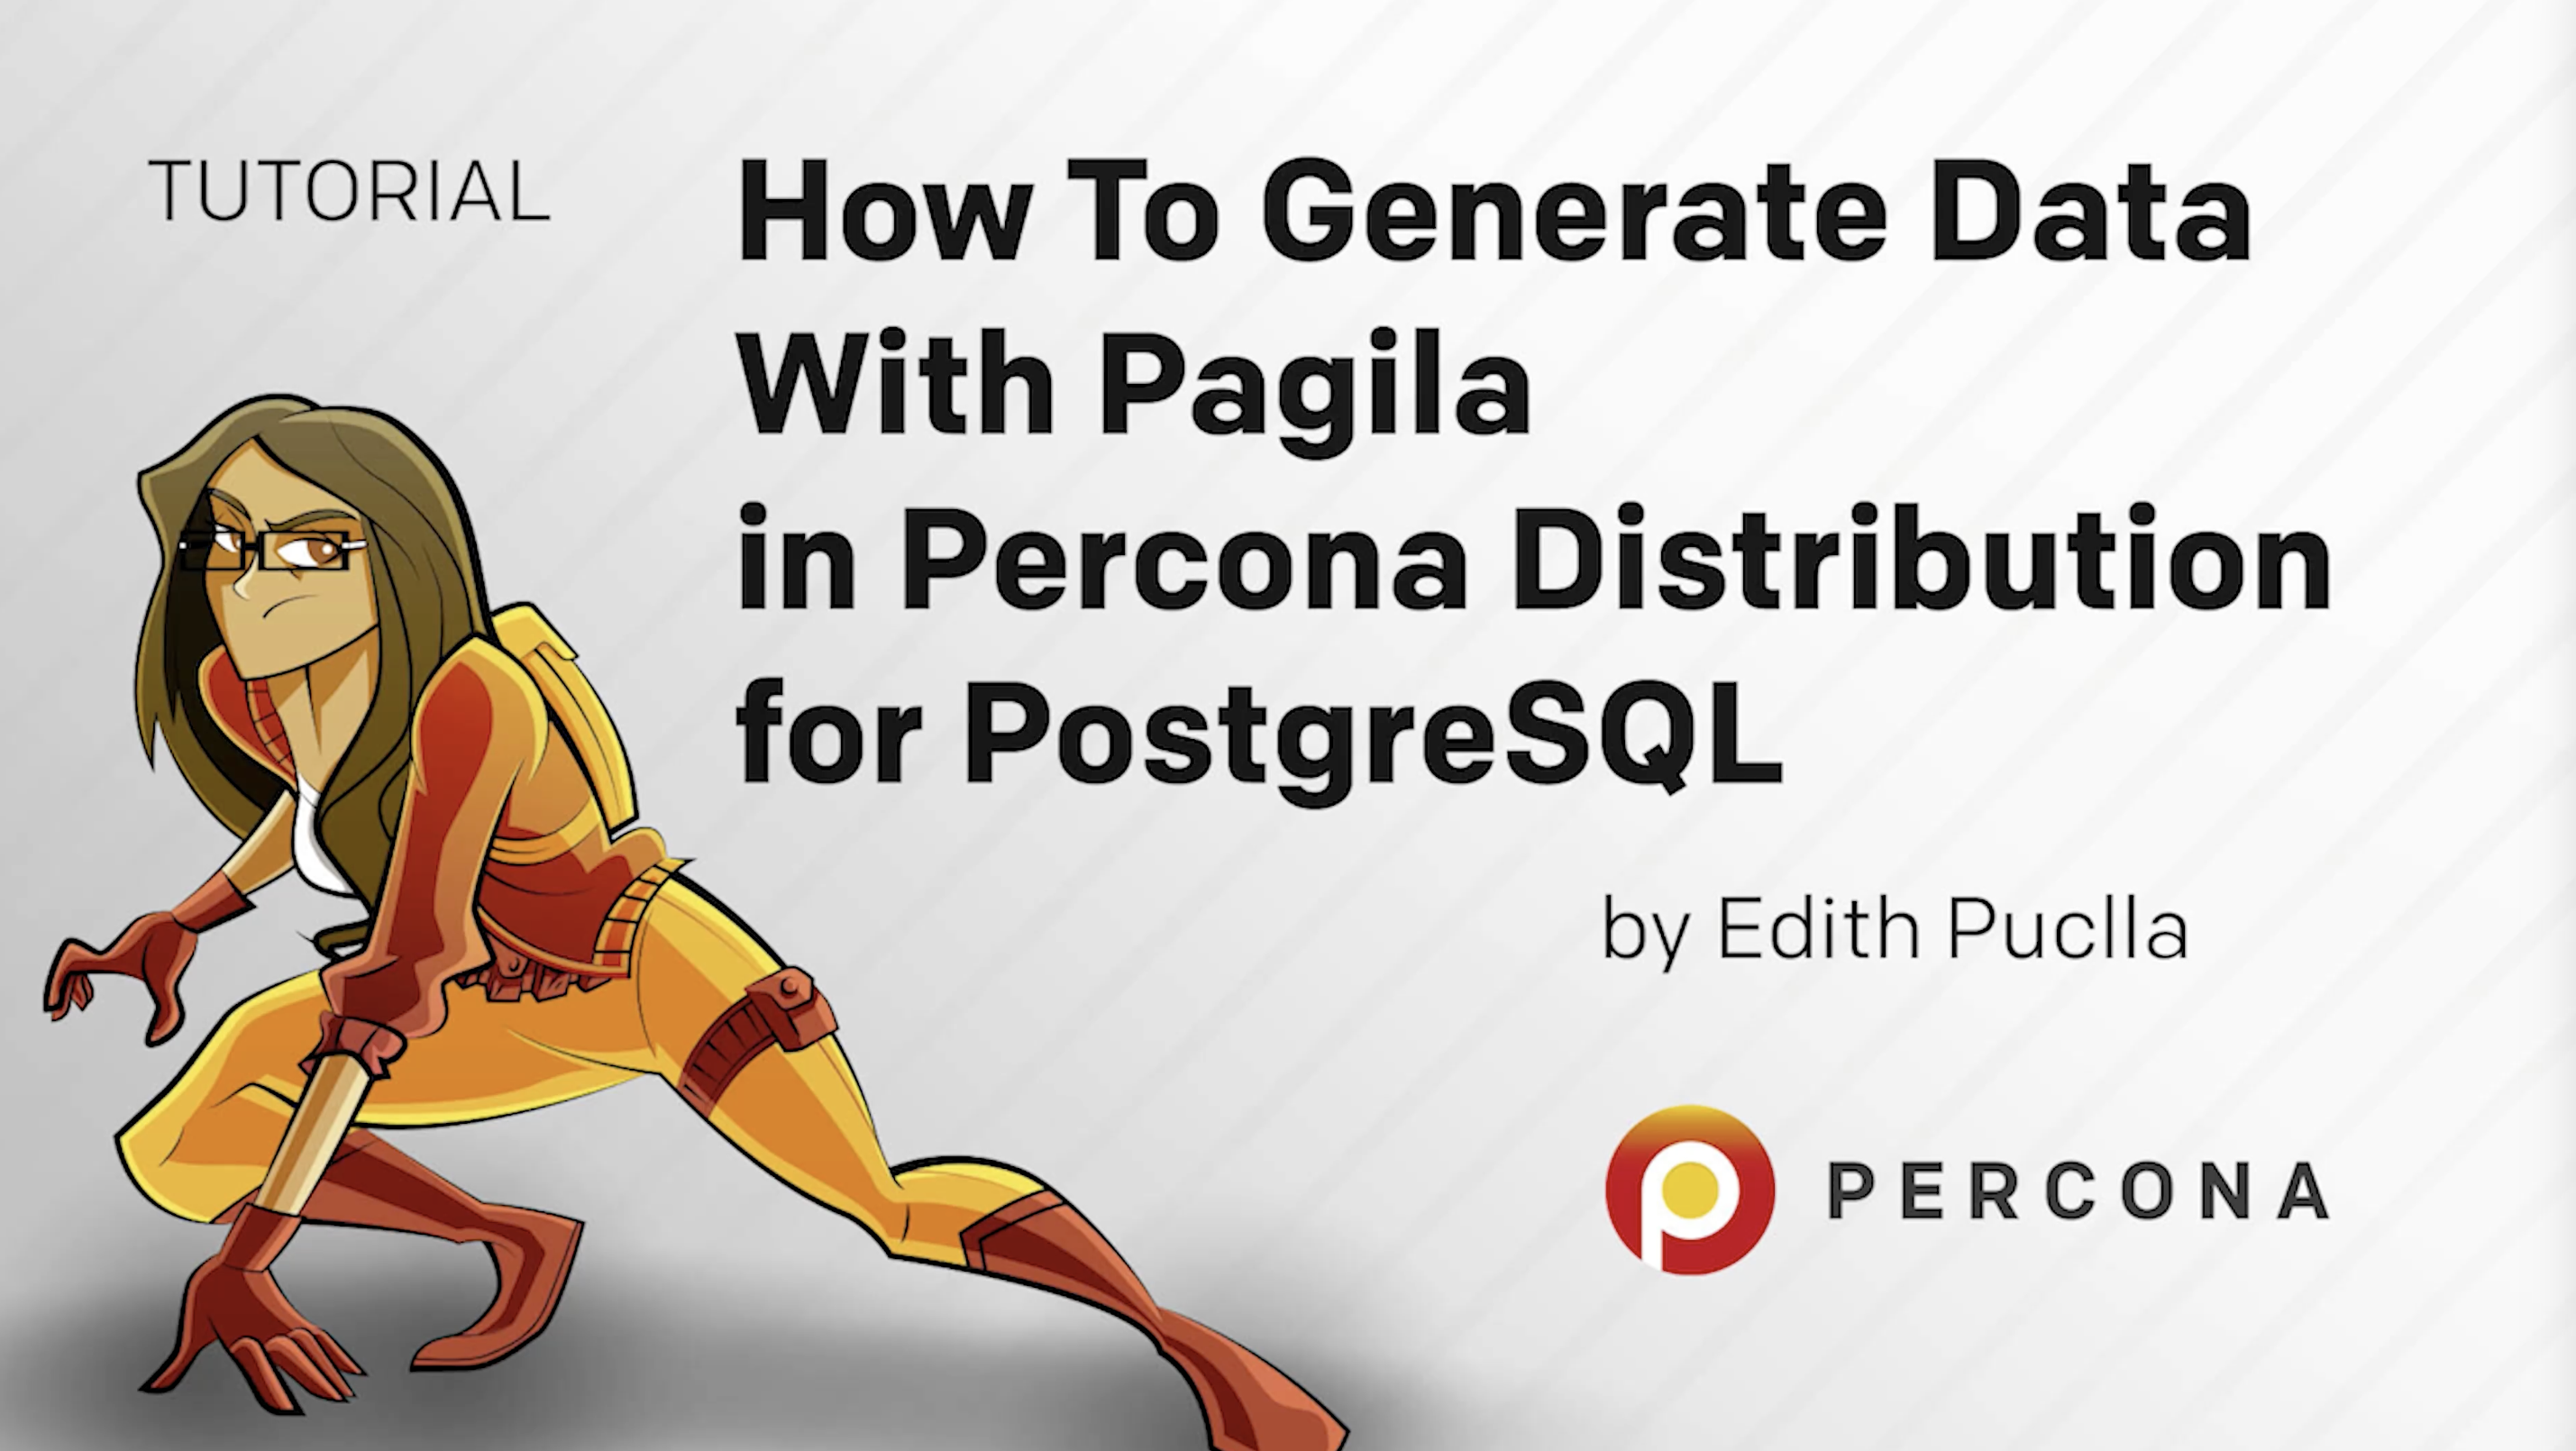 TUTORIAL
How To Generate Data
With Pagila
in Percona Distribution
for PostgreSQL
by Edith Puclla
PERCONA